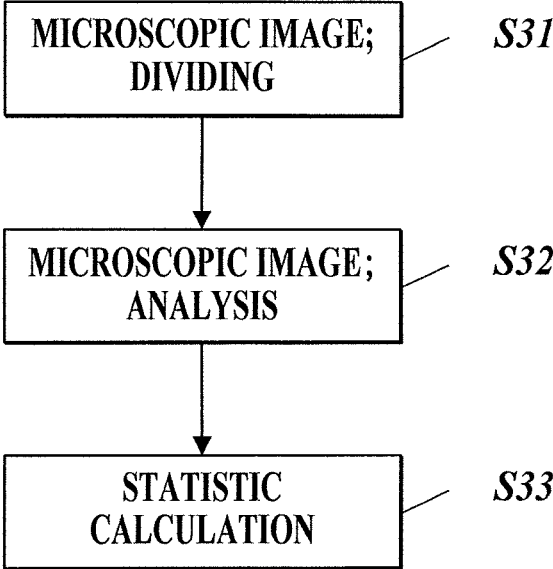 MICROSCOPIC IMAGE;
DIVIDING
S31
MICROSCOPIC IMAGE;
ANALYSIS
S32
STATISTIC
CALCULATION
S33